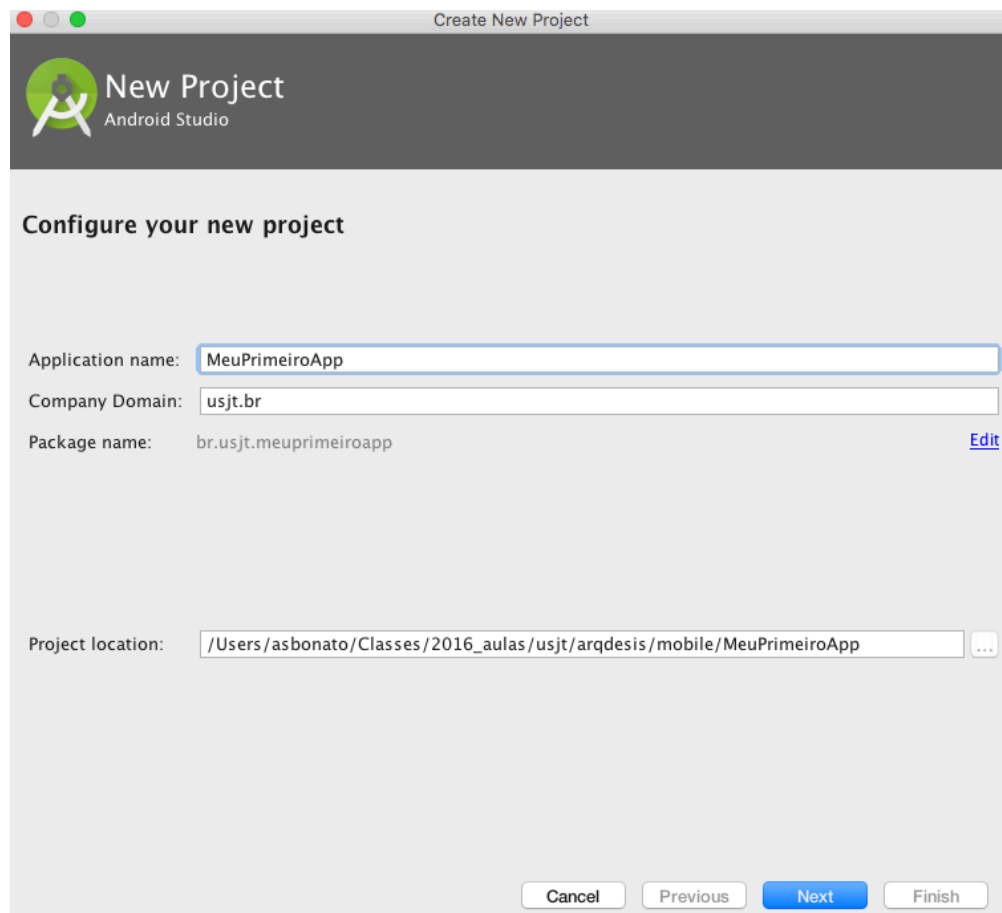 Create New Project
New Project
Android Studio
Configure your new project
Application name: MeuPrimeiroApp
Company Domain: usjt.br
Package name: br.usjt.meuprimeiroapp Edit
Project location: /Users/asbonato/Classes/2016_aulas/usjt/arqdesis/mobile/MeuPrimeiroApp ...
Cancel Previous Next Finish